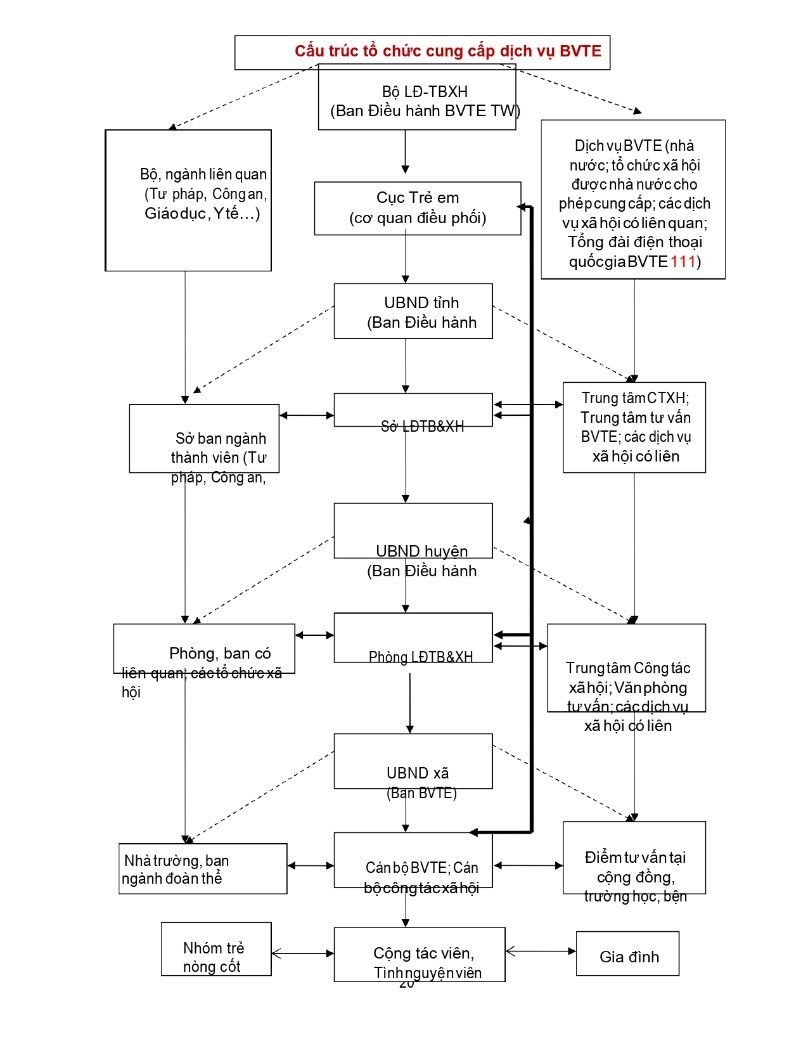 Cấu trúc tổ chức cung cấp dịch vụ BVTE
Bộ LĐ-TBXH
(Ban Điều hành BVTE TW)
Bộ, ngành liên quan
(Tư pháp, Công an,
Giáo dục, Y tế…)
Dịch vụ BVTE (nhà
nước; tổ chức xã hội
được nhà nước cho
phép cung cấp; các dịch
vụ xã hội có liên quan;
Tổng đài điện thoại
quốc gia BVTE 111)
Cục Trẻ em
(cơ quan điều phối)
UBND tỉnh
(Ban Điều hành
Sở ban ngành
thành viên (Tư
pháp, Công an,
Sở LĐTB&XH
Trung tâm CTXH;
Trung tâm tư vấn
BVTE; các dịch vụ
xã hội có liên
UBND huyện
(Ban Điều hành
Phòng, ban có
liên quan; các tổ chức xã
hội
Phòng LĐTB&XH
Trung tâm Công tác
xã hội; Văn phòng
tư vấn; các dịch vụ
xã hội có liên
UBND xã
(Ban BVTE)
Nhà trường, ban
ngành đoàn thể
Cán bộ BVTE; Cán
bộ công tác xã hội
Điểm tư vấn tại
cộng đồng,
trường học, bện
Nhóm trẻ
nòng cốt
Cộng tác viên,
Tình nguyện viên
Gia đình
20